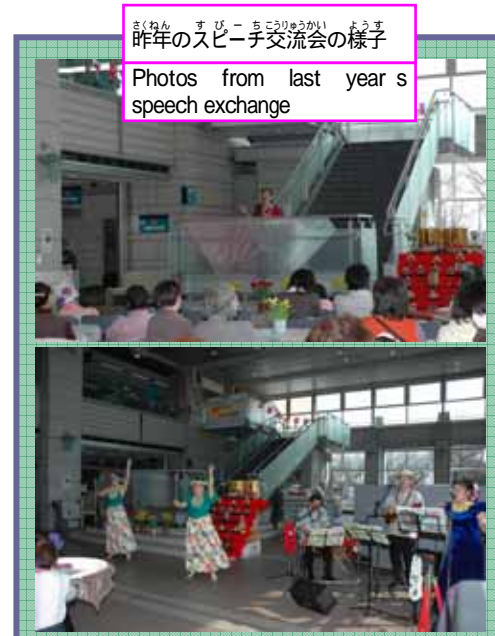 さくねん すぴーちこうりゅうかい ようす
昨年のスピーチ交流会の様子
Photos from last year s
speech exchange